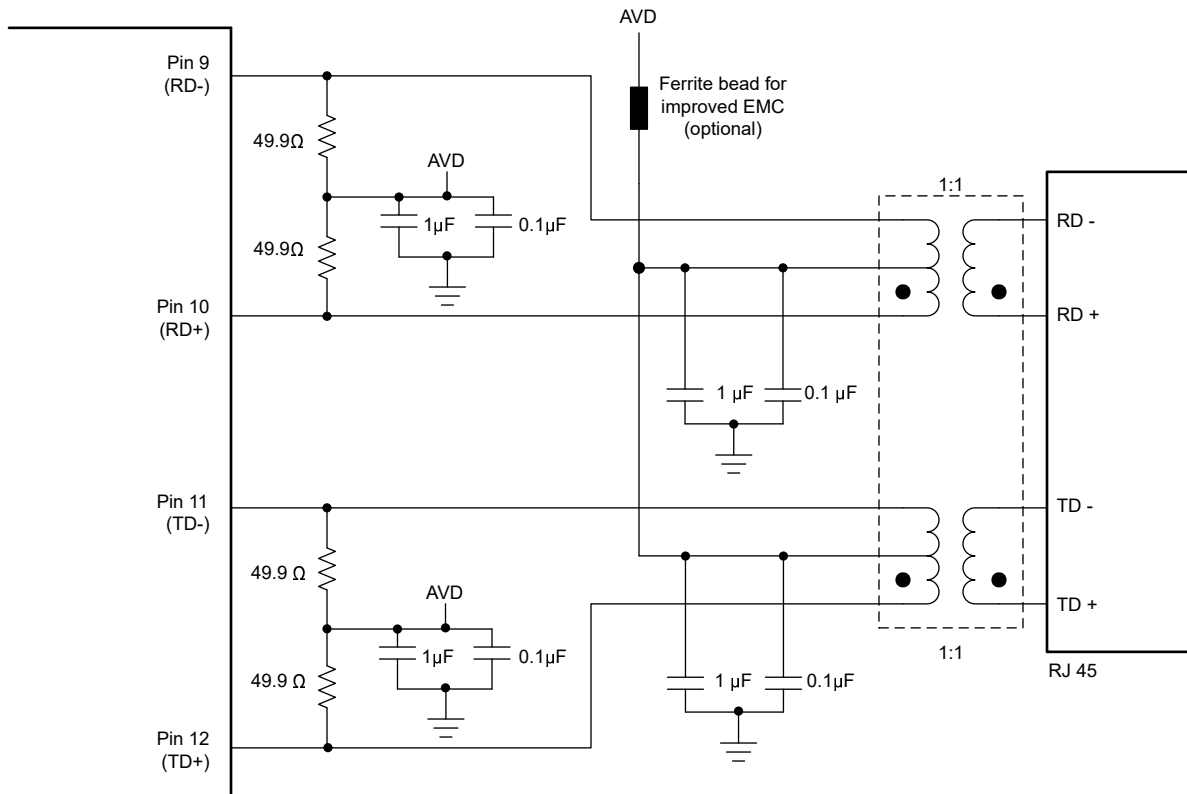 AVD
Pin 9
(RD-)
Ferrite bead for
improved EMC
(optional)
49.9Ω
AVD
1:1
1µF
0.1µF
RD -
49.9Ω
Pin 10
(RD+)
RD +
1 µF
0.1 µF
Pin 11
(TD-)
TD -
49.9 Ω
AVD
TD +
1µF
0.1µF
1:1
49.9 Ω
1 µF
0.1µF
RJ 45
Pin 12
(TD+)